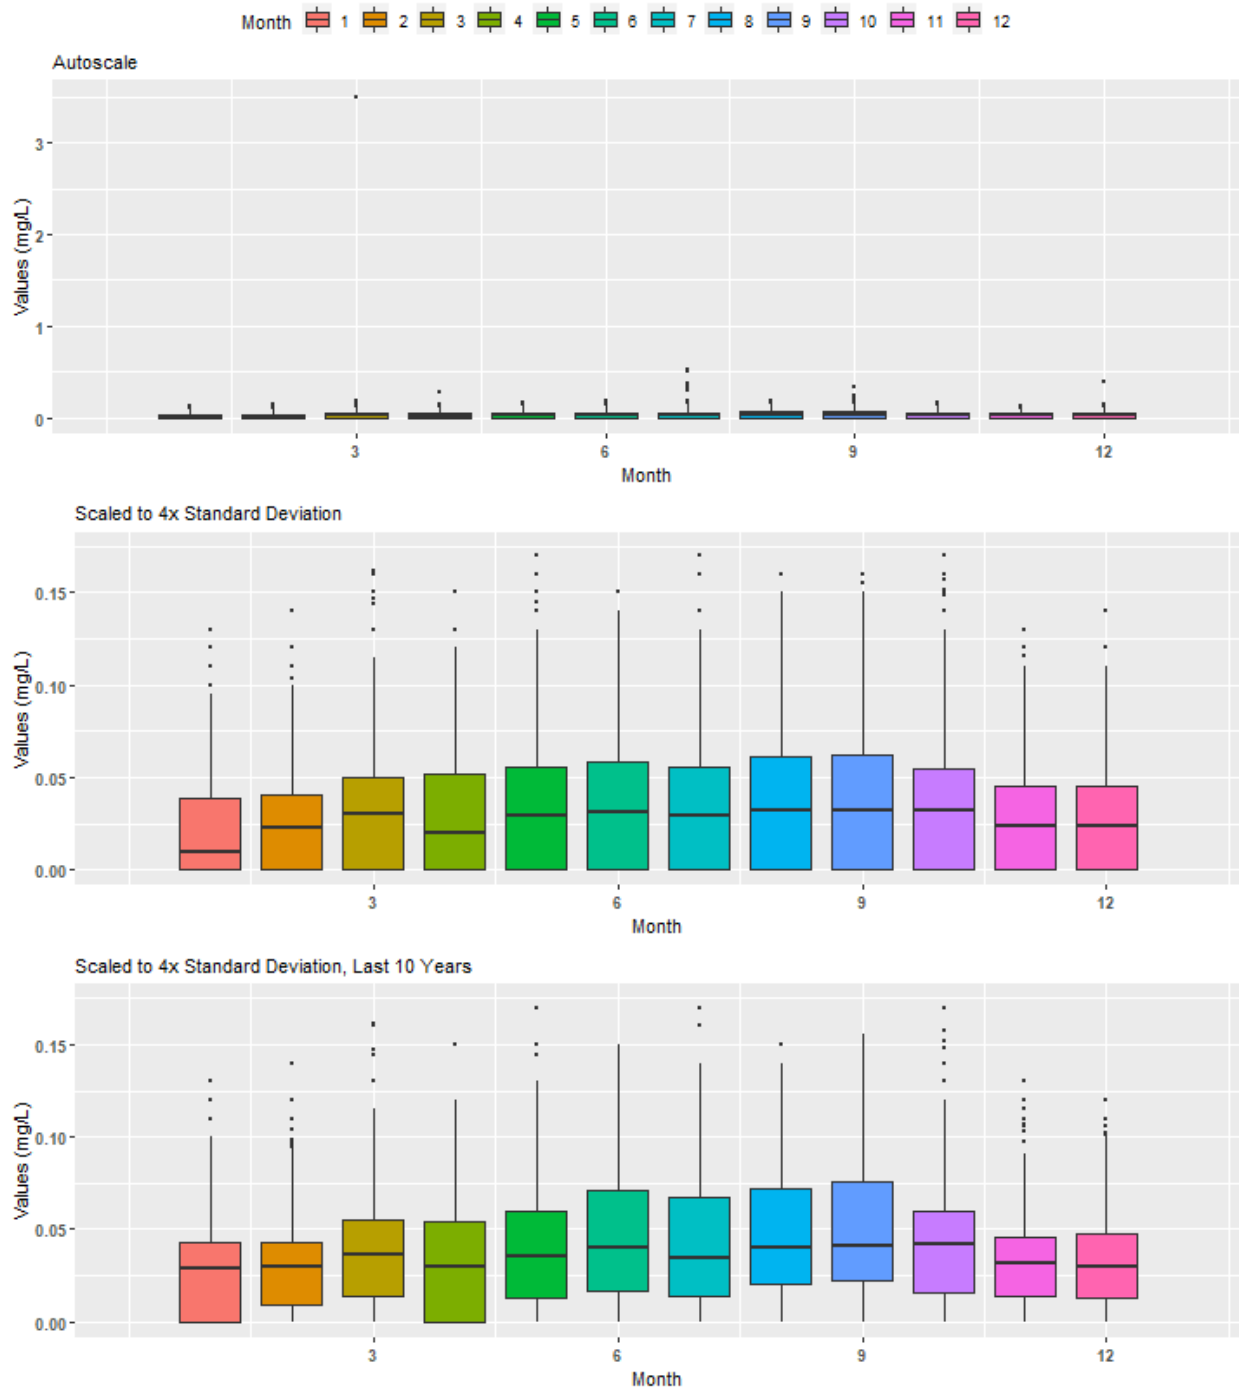 Month 1 2 3 4 5 6 7 8 9 10 11 12
Autoscale
Values (mg/L)
3
2
1
0
3 6 9 12
Month
Scaled to 4x Standard Deviation
Values (mg/L)
0.15
0.10
0.05
0.00
3 6 9 12
Month
Scaled to 4x Standard Deviation, Last 10 Years
Values (mg/L)
0.15
0.10
0.05
0.00
3 6 9 12
Month